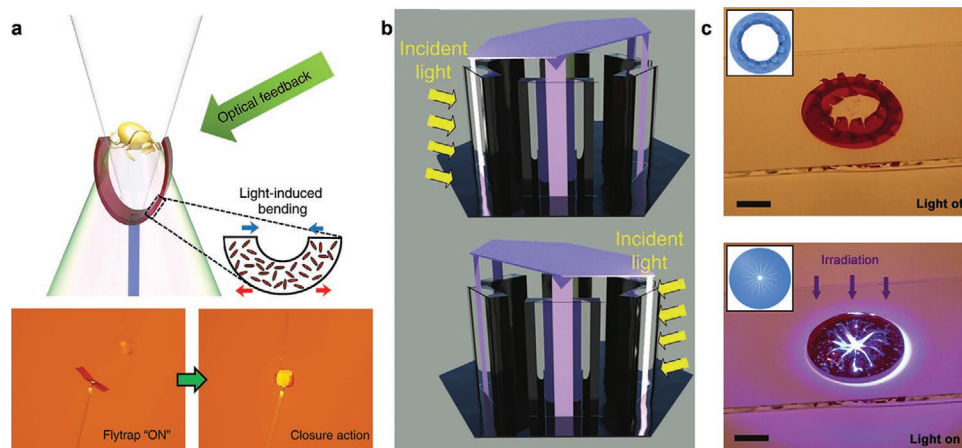 a
Optical feedback
Light-induced
bending
Flytrap "ON"
Closure action
b
Incident
light
Incident
light
c
Light of
Irradiation
Light on